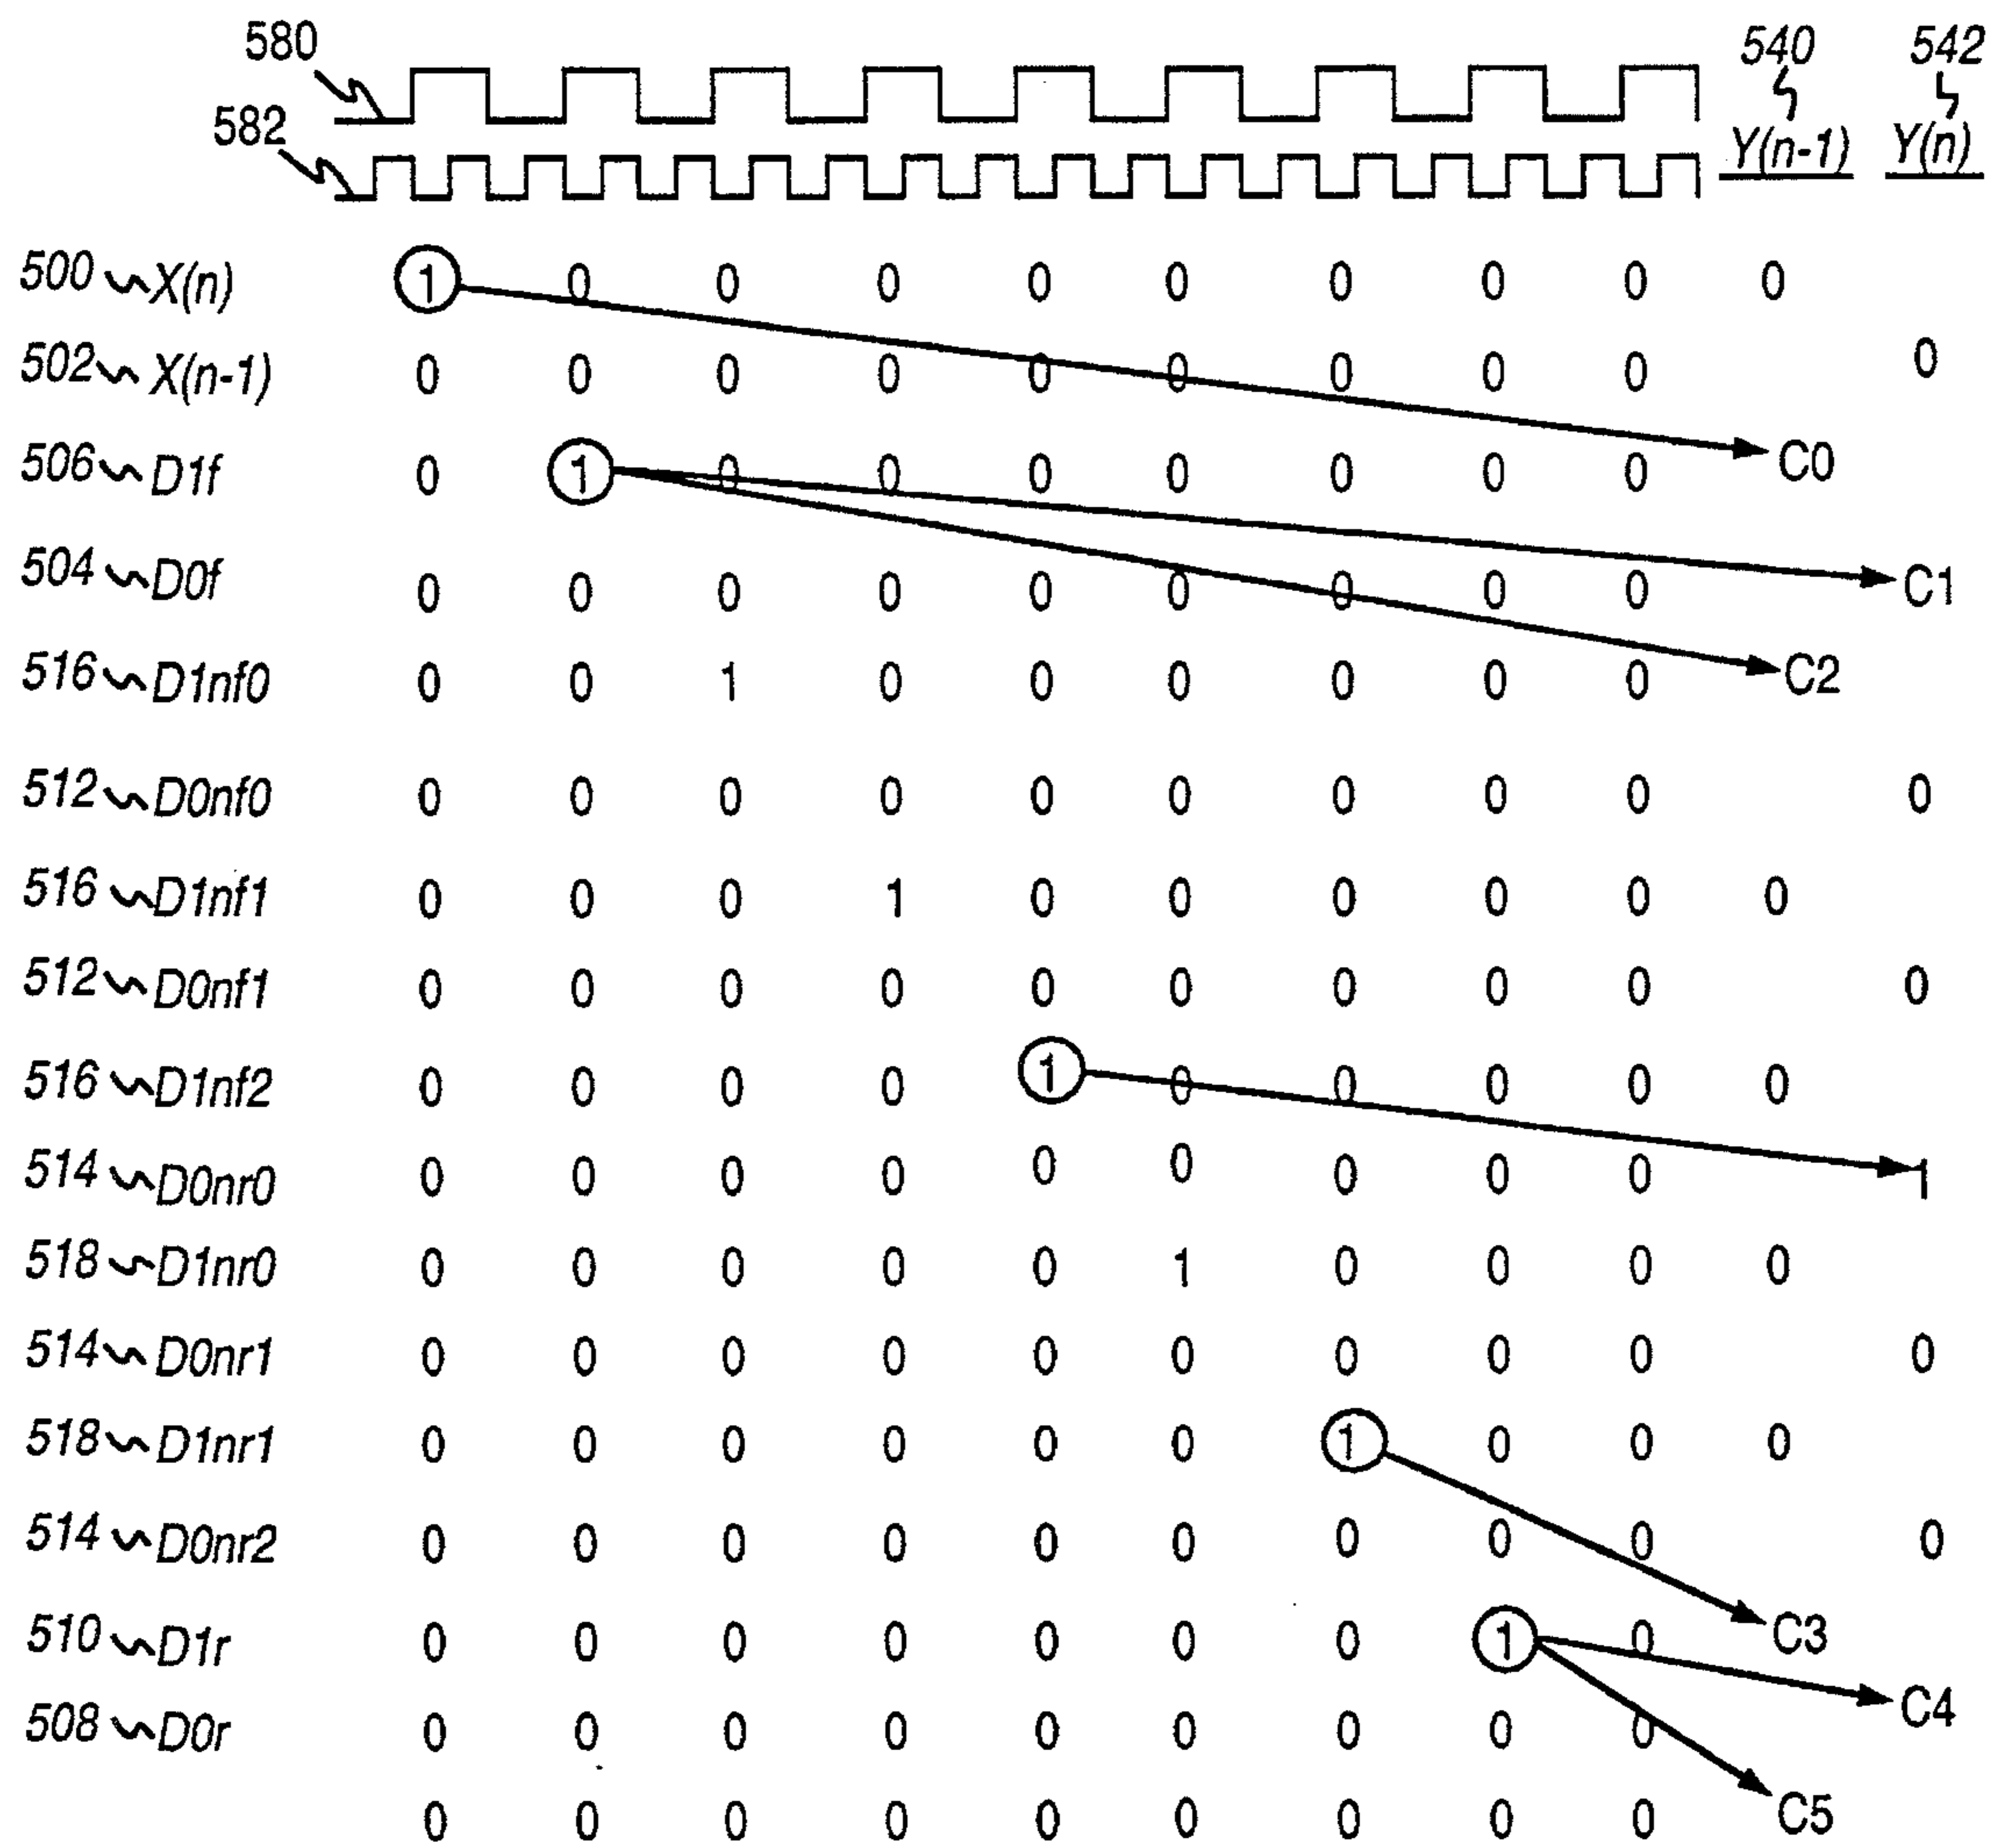 580
540 542
582
Y(n-1) Y(n)
500 X(n) 1 0 0 0 0 0 0 0 0 0
502 X(n-1) 0 0 0 0 0 0 0 0 0 0
C0
506 D1f 0 1 0 0 0 0 0 0 0
504 D0f 0 0 0 0 0 0 0 0 0 C1
516 D1nf0 0 0 1 0 0 0 0 0 0 C2
512 D0nf0 0 0 0 0 0 0 0 0 0 0
516 D1nf1 0 0 0 1 0 0 0 0 0 0
512 D0nf1 0 0 0 0 0 0 0 0 0 0
516 D1nf2 0 0 0 0 1 0 0 0 0 0
514 D0nr0 0 0 0 0 0 0 0 0 0 1
518 D1nr0 0 0 0 0 0 1 0 0 0 0
514 D0nr1 0 0 0 0 0 0 0 0 0 0
518 D1nr1 0 0 0 0 0 0 1 0 0 0
514 D0nr2 0 0 0 0 0 0 0 0 0 0
510 D1r 0 0 0 0 0 0 0 1 0 C3
C4
508 D0r 0 0 0 0 0 0 0 0 0
0 0 0 0 0 0 0 0 0 C5